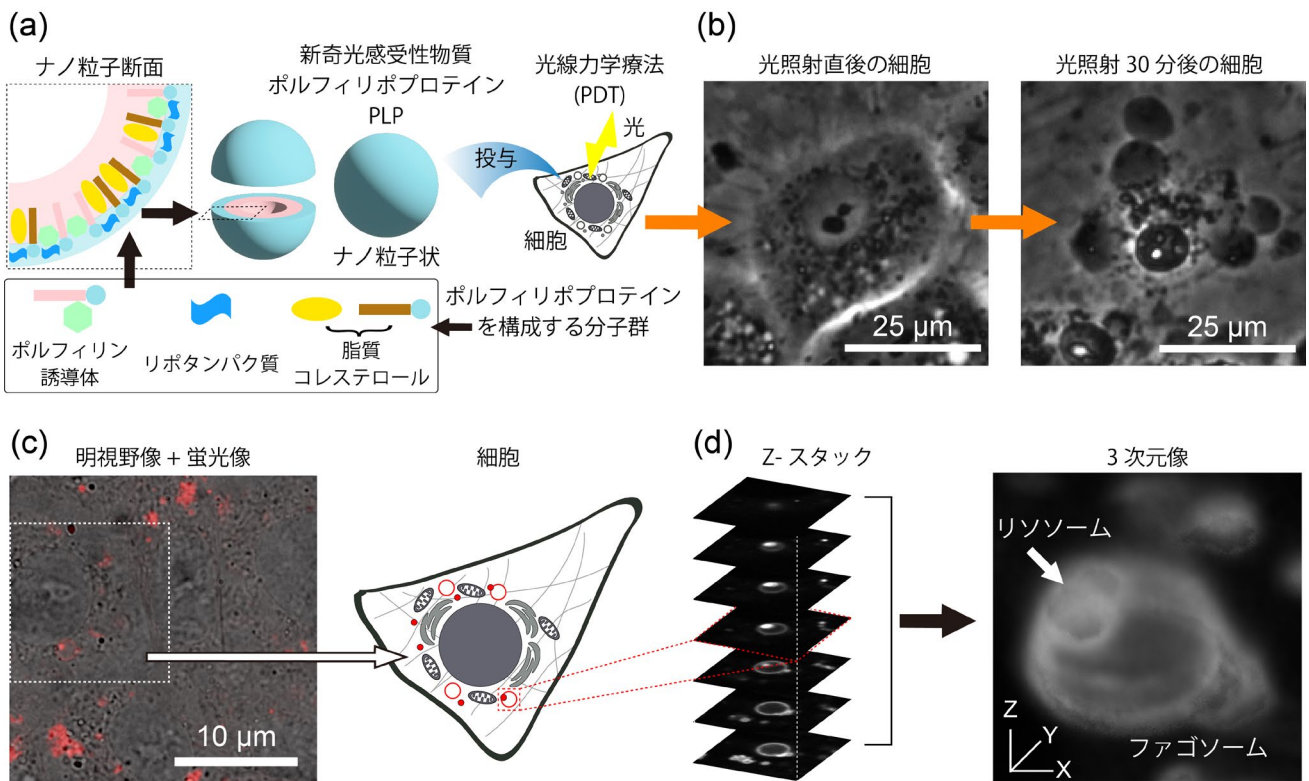 (a)
ナノ粒子断面
新奇光感受性物質
ポルフィリポプロテイン
PLP
光線力学療法
(PDT)
光
投与
細胞
ナノ粒子状
ポルフィリン
誘導体
リポタンパク質
脂質
コレステロール
ポルフィリポプロテイン
を構成する分子群
(b)
光照射直後の細胞
光照射 30 分後の細胞
25 μm
25 μm
(c)
明視野像 + 蛍光像
細胞
10 μm
(d)
Z- スタック
3 次元像
リソソーム
ファゴソーム
Z
Y
X